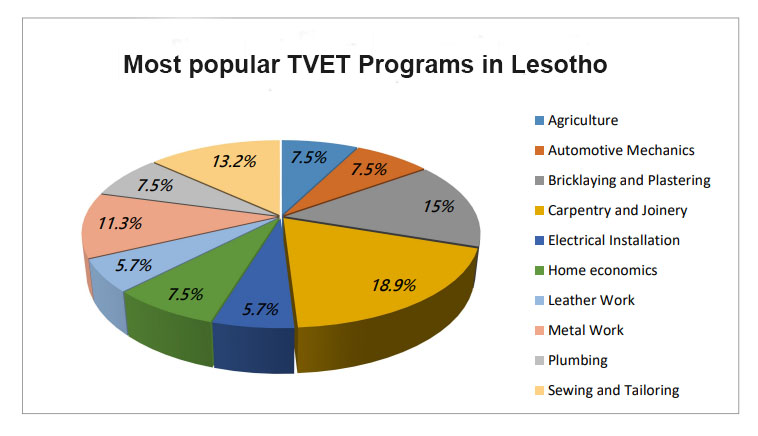 Most popular TVET Programs in Lesotho
Agriculture
Automotive Mechanics
Bricklaying and Plastering
Carpentry and Joinery
Electrical Installation
Home economics
Leather Work
Metal Work
Plumbing
Sewing and Tailoring
13.2%
7.5%
7.5%
7.5%
15%
11.3%
5.7%
7.5%
5.7%
18.9%